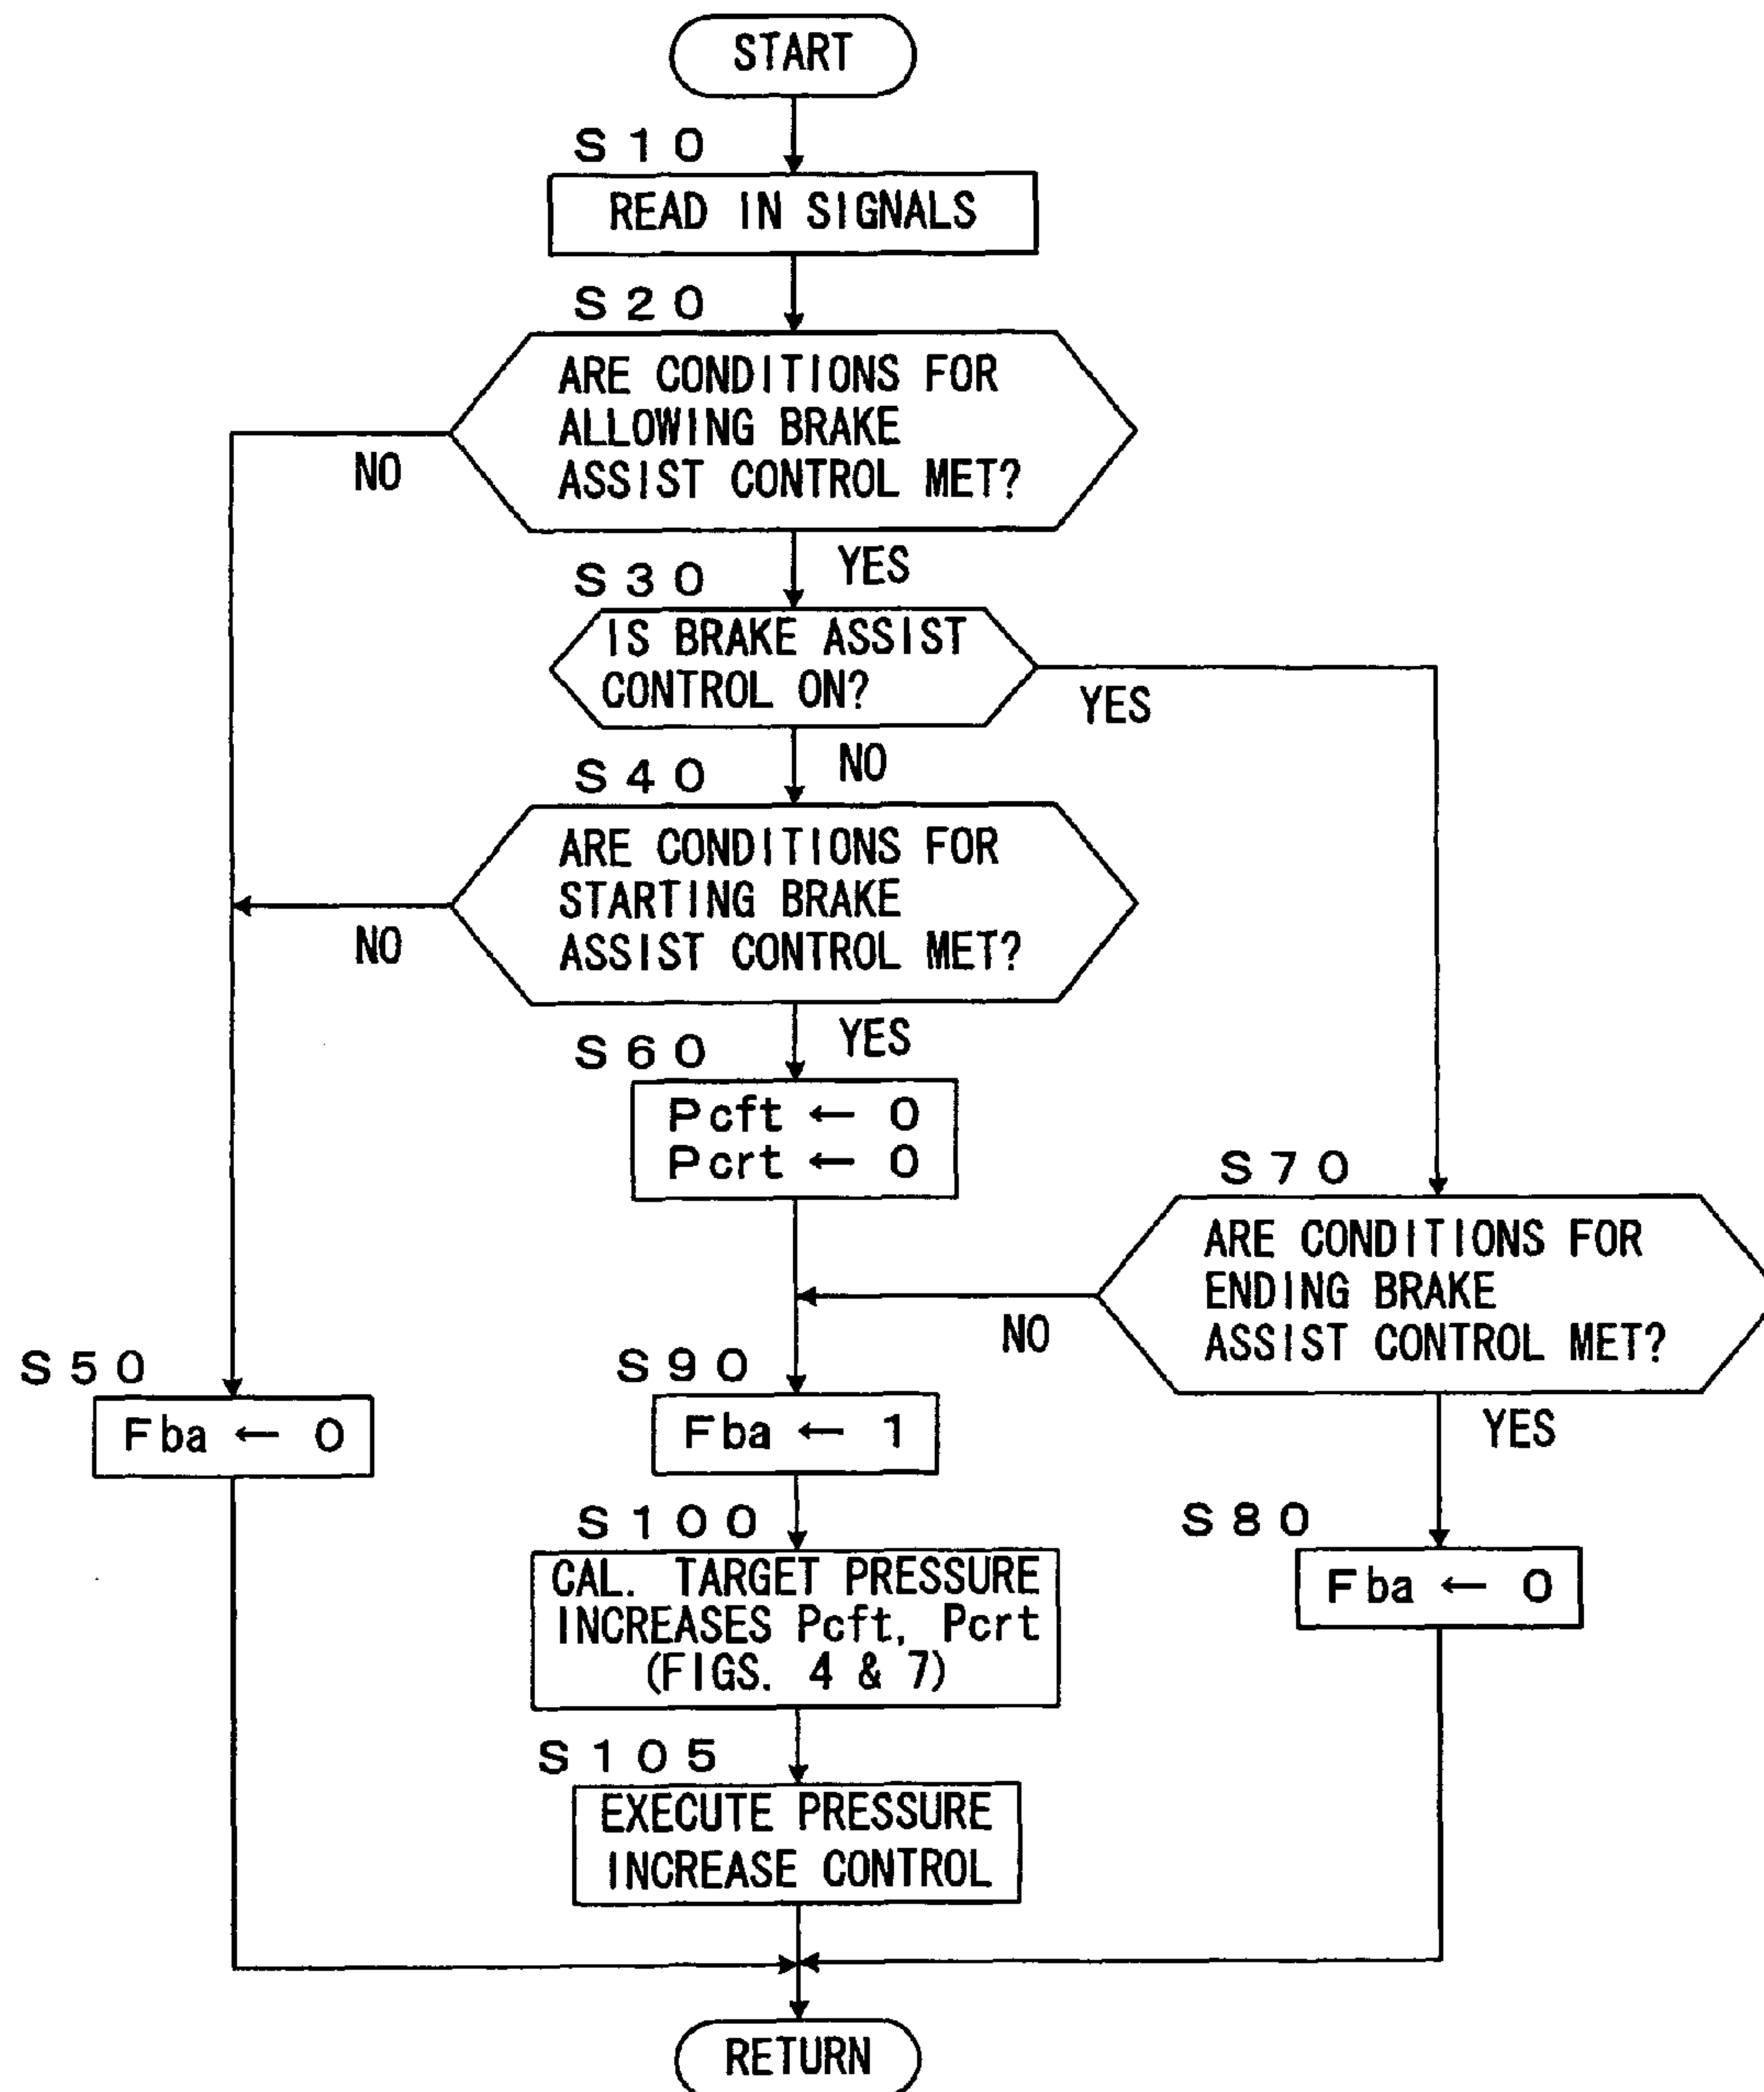 START
S10
READ IN SIGNALS
S20
ARE CONDITIONS FOR
ALLOWING BRAKE
ASSIST CONTROL MET?
NO
YES
S30
IS BRAKE ASSIST
CONTROL ON?
YES
NO
S40
ARE CONDITIONS FOR
STARTING BRAKE
ASSIST CONTROL MET?
NO
YES
S60
Pcft ← 0
Pcrt ← 0
S70
ARE CONDITIONS FOR
ENDING BRAKE
ASSIST CONTROL MET?
NO
YES
S50
Fba ← 0
S90
Fba ← 1
S80
Fba ← 0
S100
CAL. TARGET PRESSURE
INCREASES Pcft, Pcrt
(FIGS. 4 & 7)
S105
EXECUTE PRESSURE
INCREASE CONTROL
RETURN